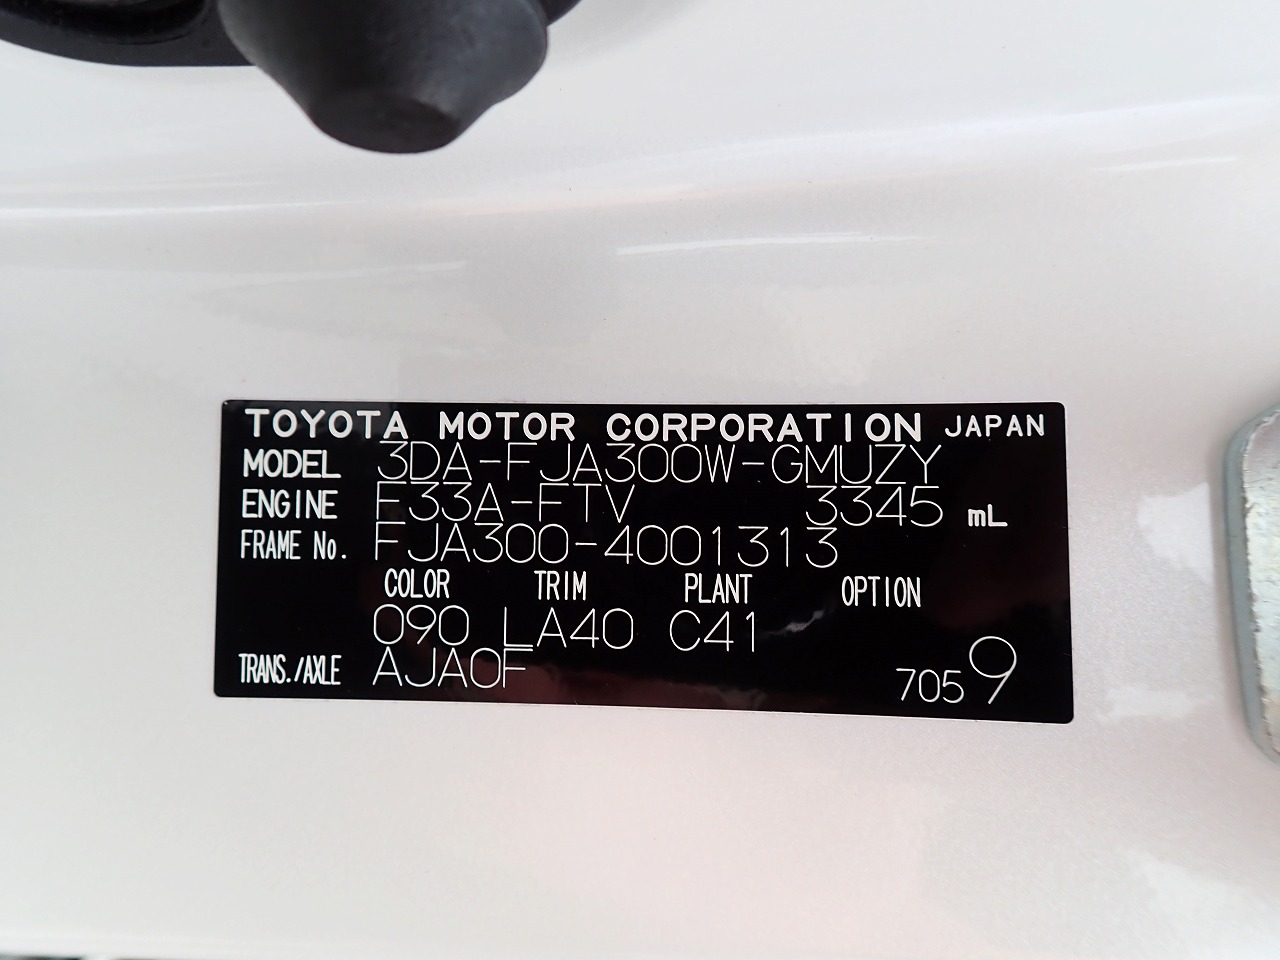 TOYOTA MOTOR CORPORATION JAPAN
MODEL 3DA-FJA300W-GMUZY
ENGINE F33A-FTV 3345 mL
FRAME No. FJA300-4001313
COLOR TRIM PLANT OPTION
090 LA40 C41
TRANS./AXLE AJA0F 7059